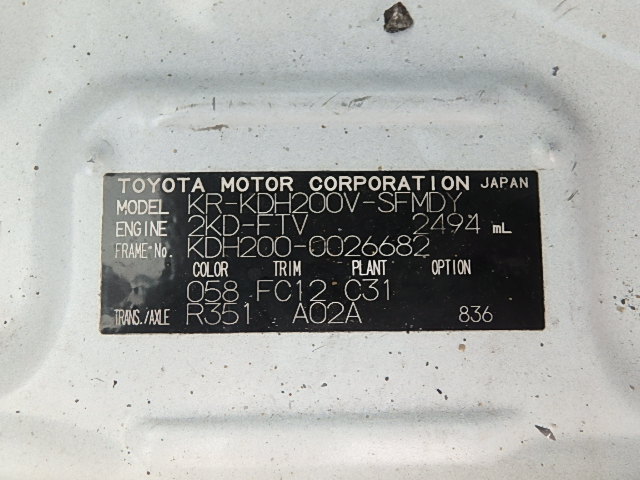 TOYOTA MOTOR CORPORATION JAPAN
MODEL KR-KDH200V-SFMDY
ENGINE 2KD-FTV 2494 mL
FRAME-No. KDH200-0026682
COLOR TRIM PLANT OPTION
058 FC12 C31
TRANS./AXLE R351 A02A 836